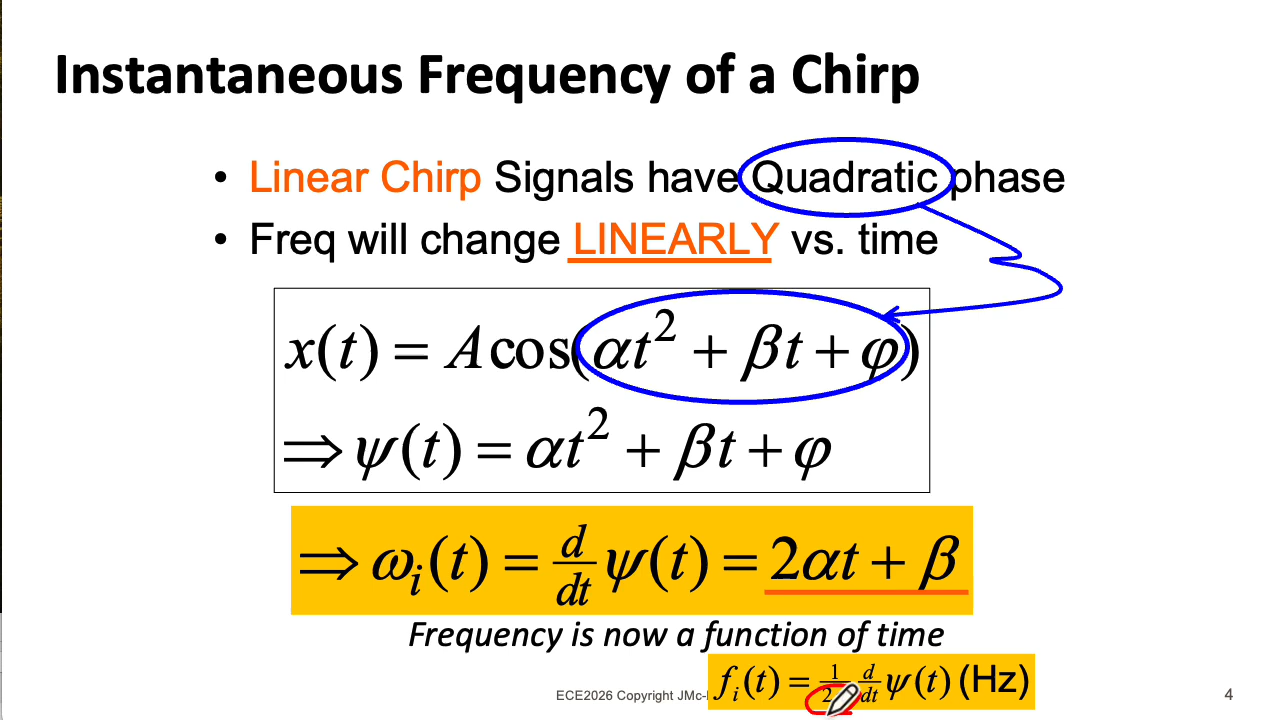 Instantaneous Frequency of a Chirp
• Linear Chirp Signals have Quadratic phase
• Freq will change LINEARLY vs. time
x(t) = A cos(αt² + βt + φ)
⇒ ψ(t) = αt² + βt + φ
⇒ ωᵢ(t) = d/dt ψ(t) = 2αt + β
Frequency is now a function of time
fᵢ(t) = 1/2 d/dt ψ(t) (Hz)
ECE2026 Copyright JMc-
4